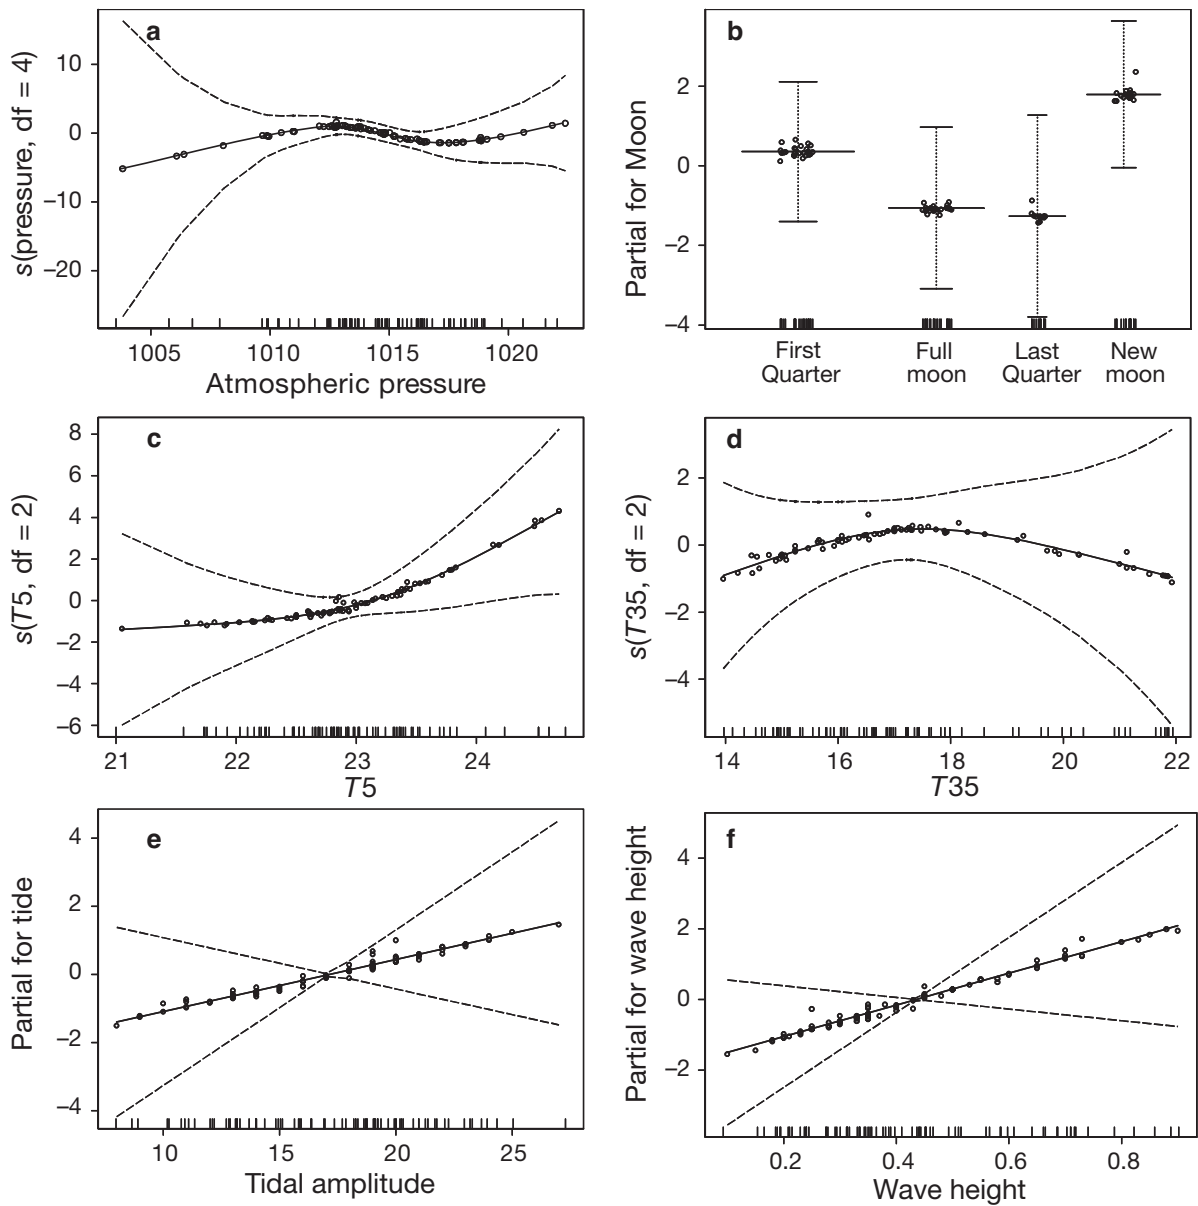 a
s(pressure, df = 4)
10
0
−10
−20
1005
1010
1015
1020
Atmospheric pressure
b
Partial for Moon
2
0
−2
−4
First
Quarter
Full
moon
Last
Quarter
New
moon
c
s(T5, df = 2)
8
6
4
2
0
−2
−4
−6
21
22
23
24
T5
d
s(T35, df = 2)
2
0
−2
−4
14
16
18
20
22
T35
e
Partial for tide
4
2
0
−2
−4
10
15
20
25
Tidal amplitude
f
Partial for wave height
4
2
0
−2
0.2
0.4
0.6
0.8
Wave height